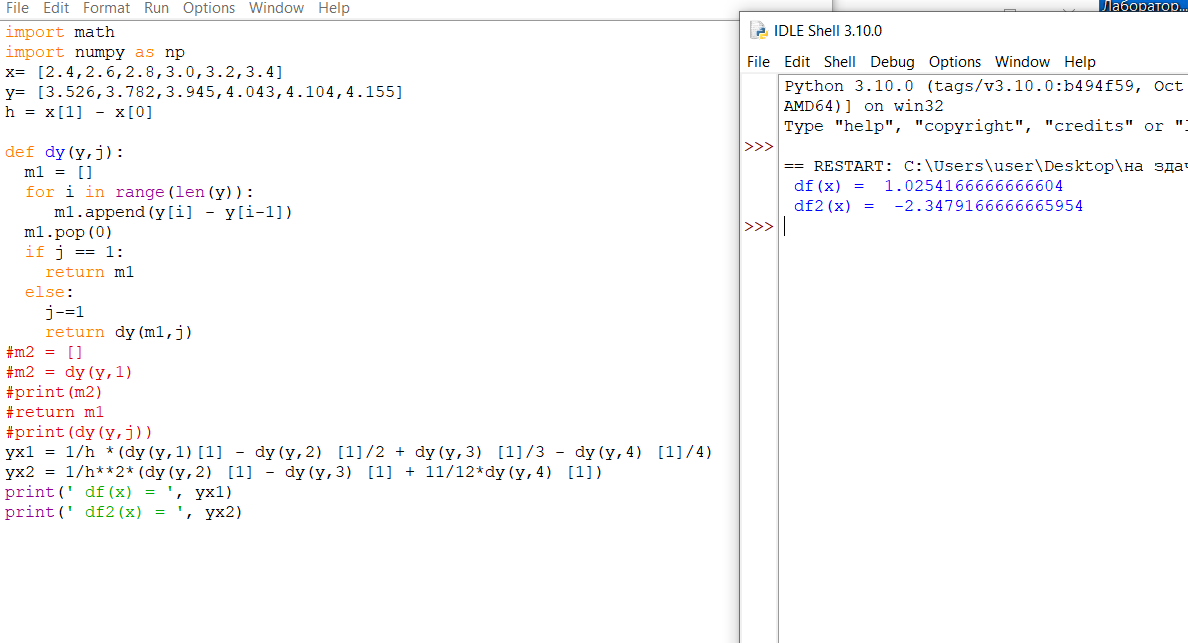 File Edit Format Run Options Window Help
import math
import numpy as np
x= [2.4,2.6,2.8,3.0,3.2,3.4]
y= [3.526,3.782,3.945,4.043,4.104,4.155]
h = x[1] - x[0]
def dy(y,j):
  m1 = []
  for i in range(len(y)):
     m1.append(y[i] - y[i-1])
  m1.pop(0)
  if j == 1:
    return m1
  else:
    j-=1
    return dy(m1,j)
#m2 = []
#m2 = dy(y,1)
#print(m2)
#return m1
#print(dy(y,j))
yx1 = 1/h *(dy(y,1)[1] - dy(y,2) [1]/2 + dy(y,3) [1]/3 - dy(y,4) [1]/4)
yx2 = 1/h**2*(dy(y,2) [1] - dy(y,3) [1] + 11/12*dy(y,4) [1])
print(' df(x) = ', yx1)
print(' df2(x) = ', yx2)
Лаборатор...
IDLE Shell 3.10.0
File Edit Shell Debug Options Window Help
Python 3.10.0 (tags/v3.10.0:b494f59, Oct
AMD64)] on win32
Type "help", "copyright", "credits" or "
>>>
== RESTART: C:\Users\user\Desktop\на
 df(x) =  1.0254166666666604
 df2(x) =  -2.3479166666665954
>>>